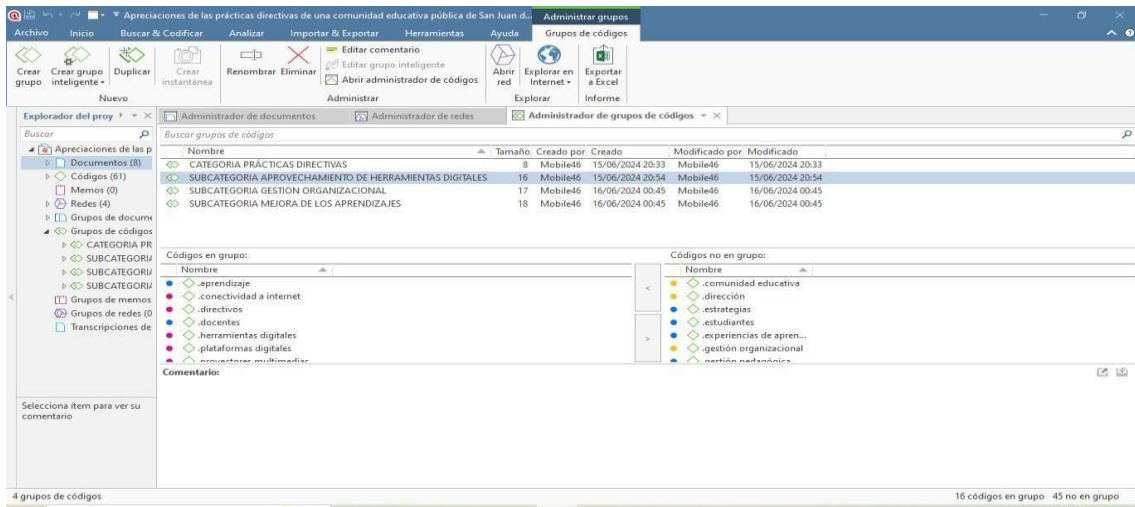 Apreciaciones de las prácticas directivas de una comunidad educativa pública de San Juan d...
Administrar grupos
Archivo Inicio Buscar & Codificar Analizar Importar & Exportar Herramientas Ayuda Grupos de códigos
Crear grupo
Crear grupo inteligente
Duplicar
Crear instantánea
Renombrar
Eliminar
Editar comentario
Editar grupo inteligente
Abrir administrador de códigos
Abrir red
Explorar en Internet
Exportar a Excel
Nuevo Administrar Explorar Informe
Explorador del proy
Administrador de documentos
Administrador de redes
Administrador de grupos de códigos
Buscar
Buscar grupos de códigos
Apreciaciones de las p
Documentos (8)
Códigos (61)
Memos (0)
Redes (4)
Grupos de docume
Grupos de códigos
CATEGORIA PR
SUBCATEGORI
SUBCATEGORI
SUBCATEGORI
Grupos de memos
Grupos de redes (0
Transcripciones de
Nombre Tamaño Creado por Creado Modificado por Modificado
CATEGORIA PRÁCTICAS DIRECTIVAS 8 Mobile46 15/06/2024 20:33 Mobile46 15/06/2024 20:33
SUBCATEGORIA APROVECHAMIENTO DE HERRAMIENTAS DIGITALES 16 Mobile46 15/06/2024 20:54 Mobile46 15/06/2024 20:54
SUBCATEGORIA GESTION ORGANIZACIONAL 17 Mobile46 16/06/2024 00:45 Mobile46 16/06/2024 00:45
SUBCATEGORIA MEJORA DE LOS APRENDIZAJES 18 Mobile46 16/06/2024 00:45 Mobile46 16/06/2024 00:45
Códigos en grupo:
Nombre
.aprendizaje
.conectividad a internet
.directivos
.docentes
.herramientas digitales
.plataformas digitales
.proyectores multimedias
<
>
Códigos no en grupo:
Nombre
.comunidad educativa
.dirección
.estrategias
.estudiantes
.experiencias de apren...
.gestión organizacional
.gestión pedagógica
Comentario:
Selecciona ítem para ver su
comentario
4 grupos de códigos
16 códigos en grupo 45 no en grupo